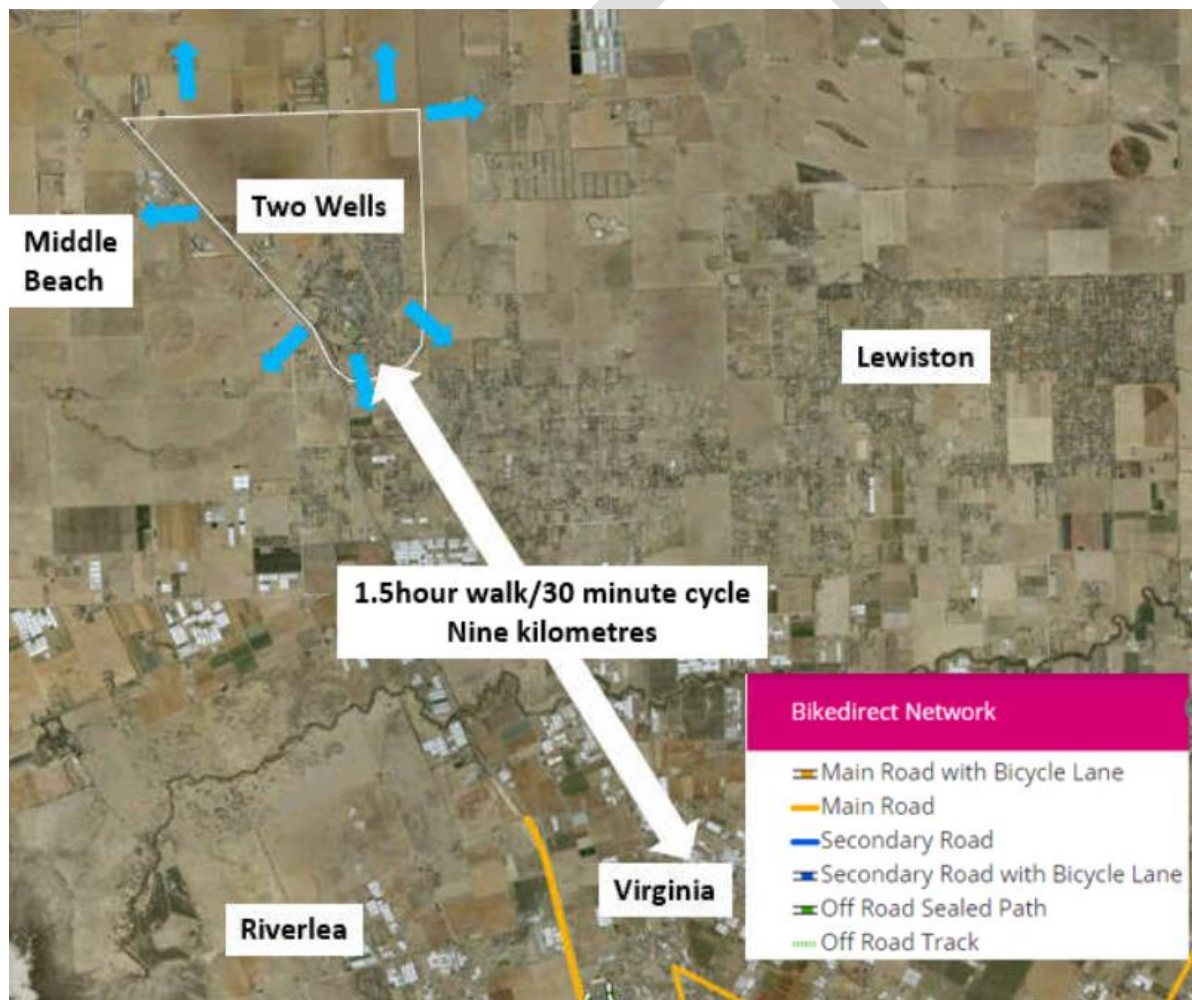 Two Wells
Middle
Beach
Lewiston
1.5hour walk/30 minute cycle
Nine kilometres
Bikedirect Network
Main Road with Bicycle Lane
Main Road
Secondary Road
Secondary Road with Bicycle Lane
Off Road Sealed Path
Off Road Track
Virginia
Riverlea